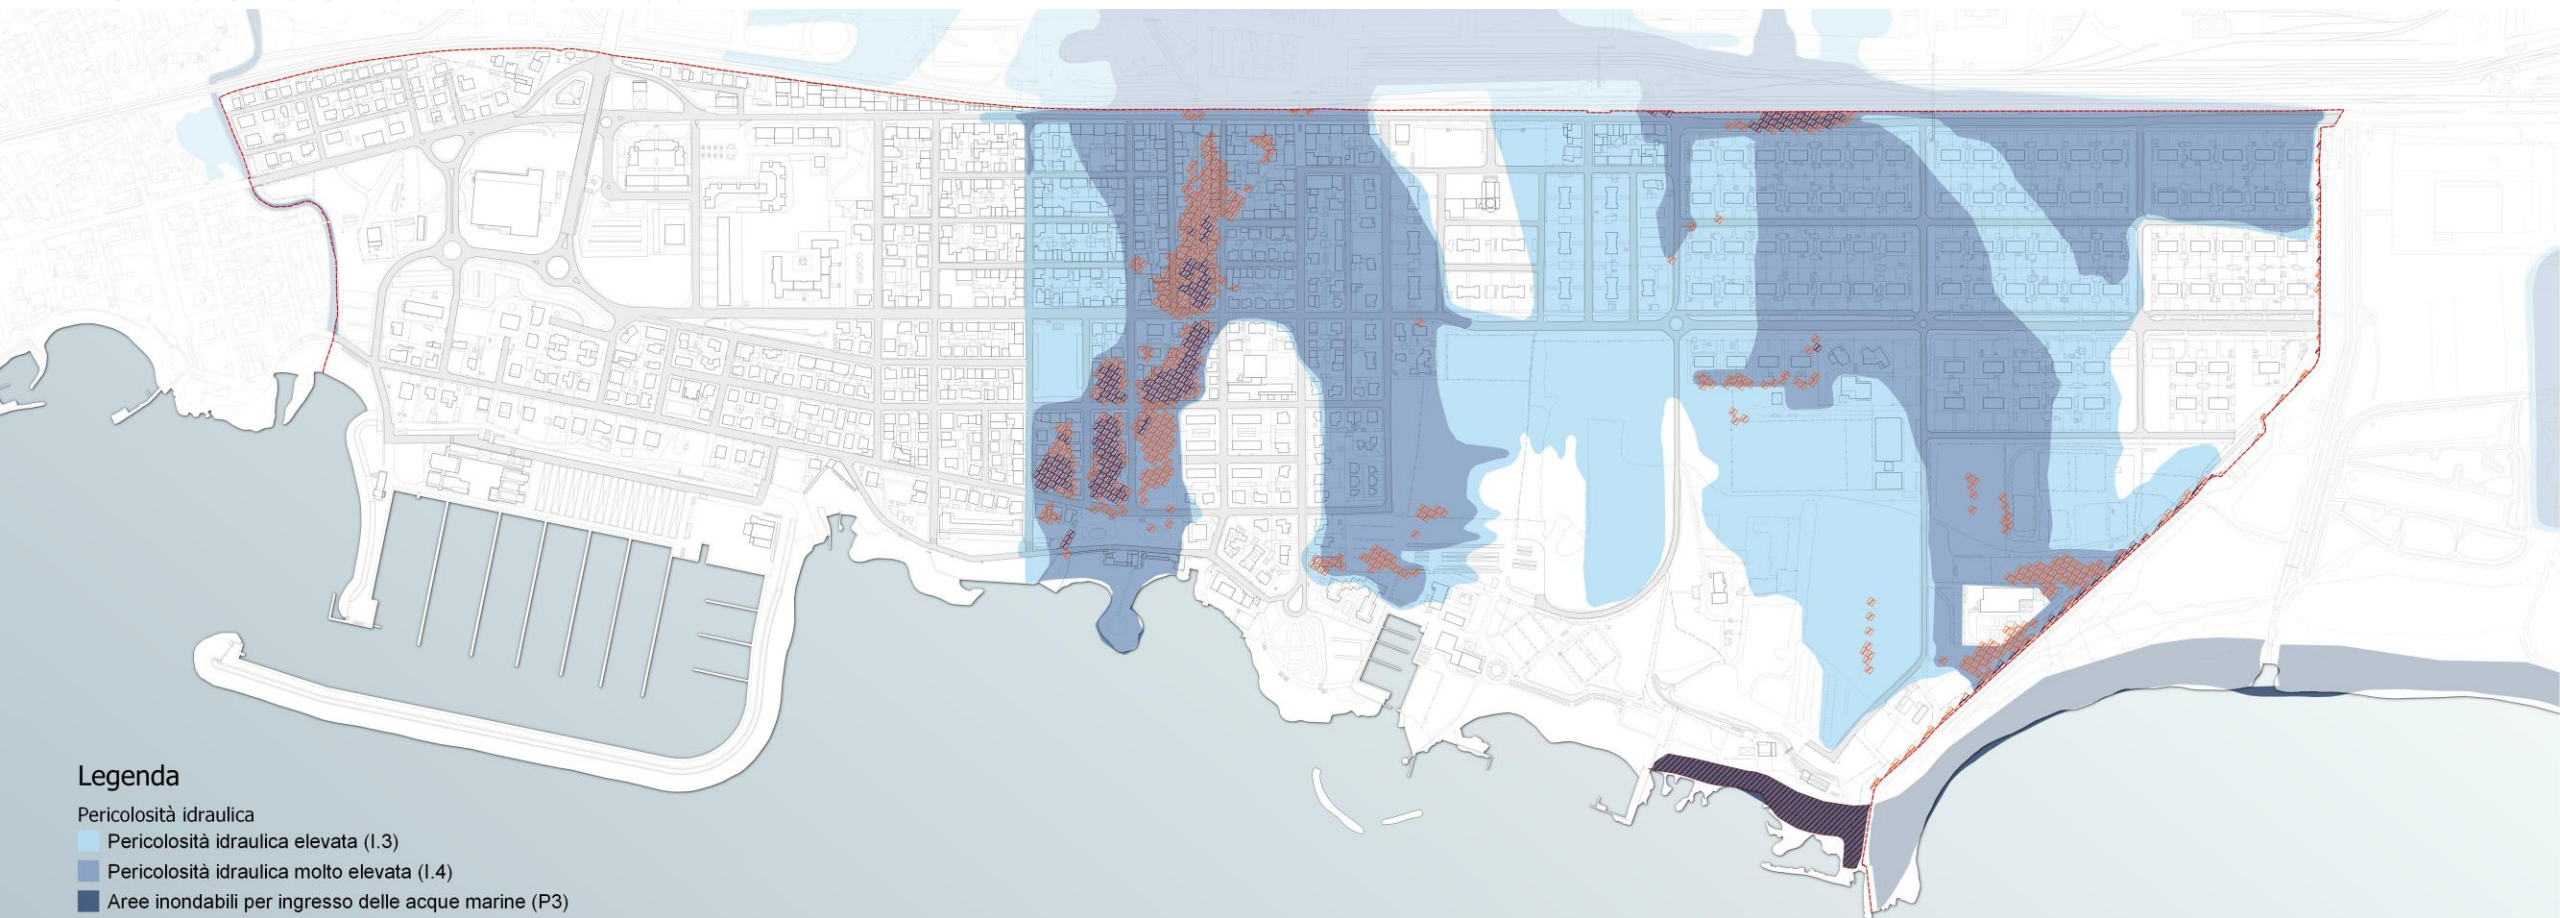 Legenda
Pericolosità idraulica
Pericolosità idraulica elevata (I.3)
Pericolosità idraulica molto elevata (I.4)
Aree inondabili per ingresso delle acque marine (P3)